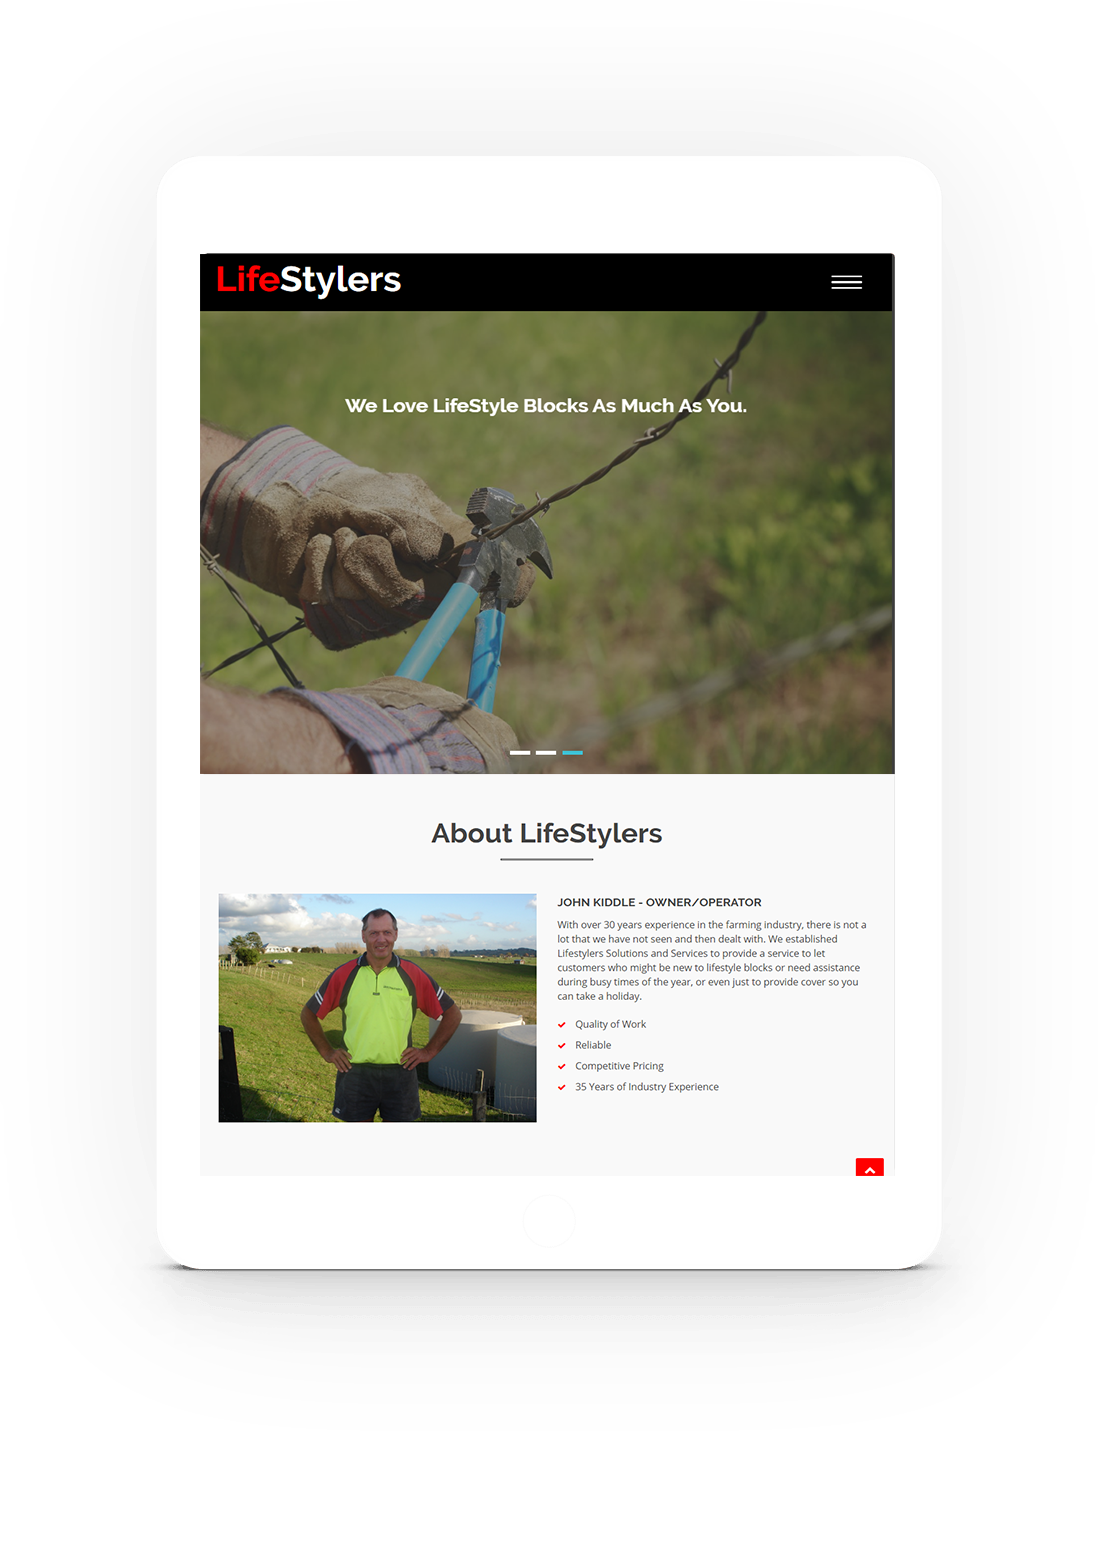 LifeStylers
We Love LifeStyle Blocks As Much As You.
About LifeStylers
JOHN KIDDLE - OWNER/OPERATOR
With over 30 years experience in the farming industry, there is not a
lot that we have not seen and then dealt with. We established
Lifestylers Solutions and Services to provide a service to let
customers who might be new to lifestyle blocks or need assistance
during busy times of the year, or even just to provide cover so you
can take a holiday.
Quality of Work
Reliable
Competitive Pricing
35 Years of Industry Experience